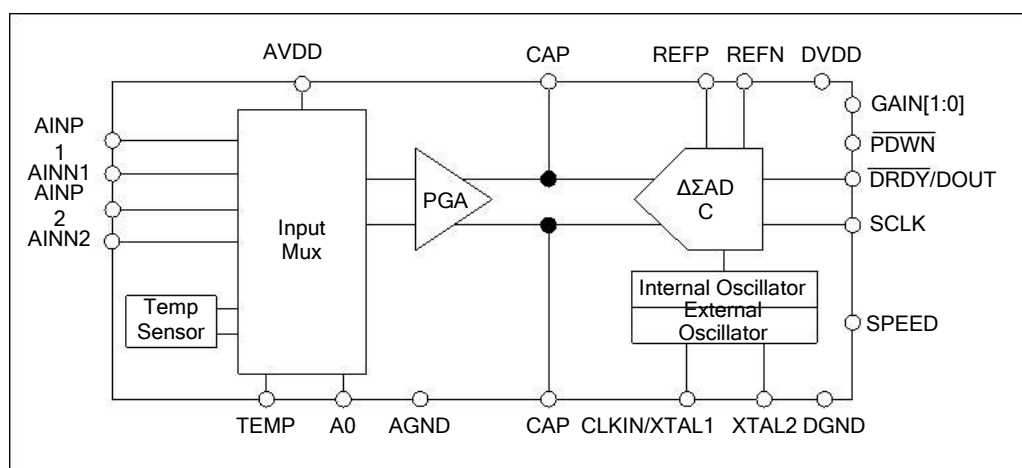 AVDD
CAP
REFP
REFN
DVDD
GAIN[1:0]
PDWN
DRDY/DOUT
SCLK
SPEED
AINP
1
AINN1
AINP
2
AINN2
Input
Mux
PGA
ΔΣAD
C
Internal Oscillator
External
Oscillator
Temp
Sensor
TEMP
A0
AGND
CAP
CLKIN/XTAL1
XTAL2
DGND